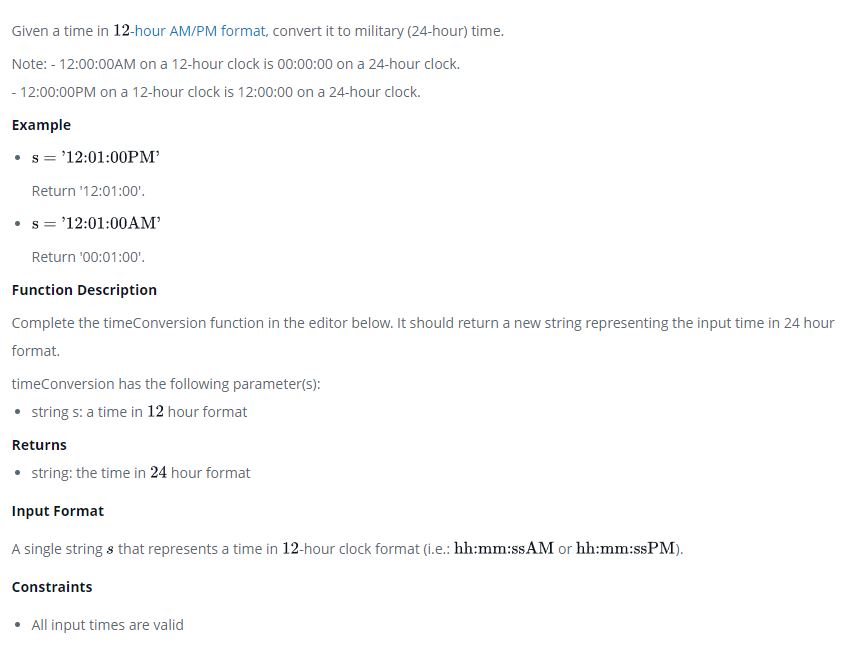 Given a time in 12-hour AM/PM format, convert it to military (24-hour) time.
Note: - 12:00:00AM on a 12-hour clock is 00:00:00 on a 24-hour clock.
- 12:00:00PM on a 12-hour clock is 12:00:00 on a 24-hour clock.
Example
• s = ’12:01:00PM’
Return '12:01:00'.
• s = ’12:01:00AM’
Return '00:01:00'.
Function Description
Complete the timeConversion function in the editor below. It should return a new string representing the input time in 24 hour
format.
timeConversion has the following parameter(s):
• string s: a time in 12 hour format
Returns
• string: the time in 24 hour format
Input Format
A single string s that represents a time in 12-hour clock format (i.e.: hh:mm:ssAM or hh:mm:ssPM).
Constraints
• All input times are valid